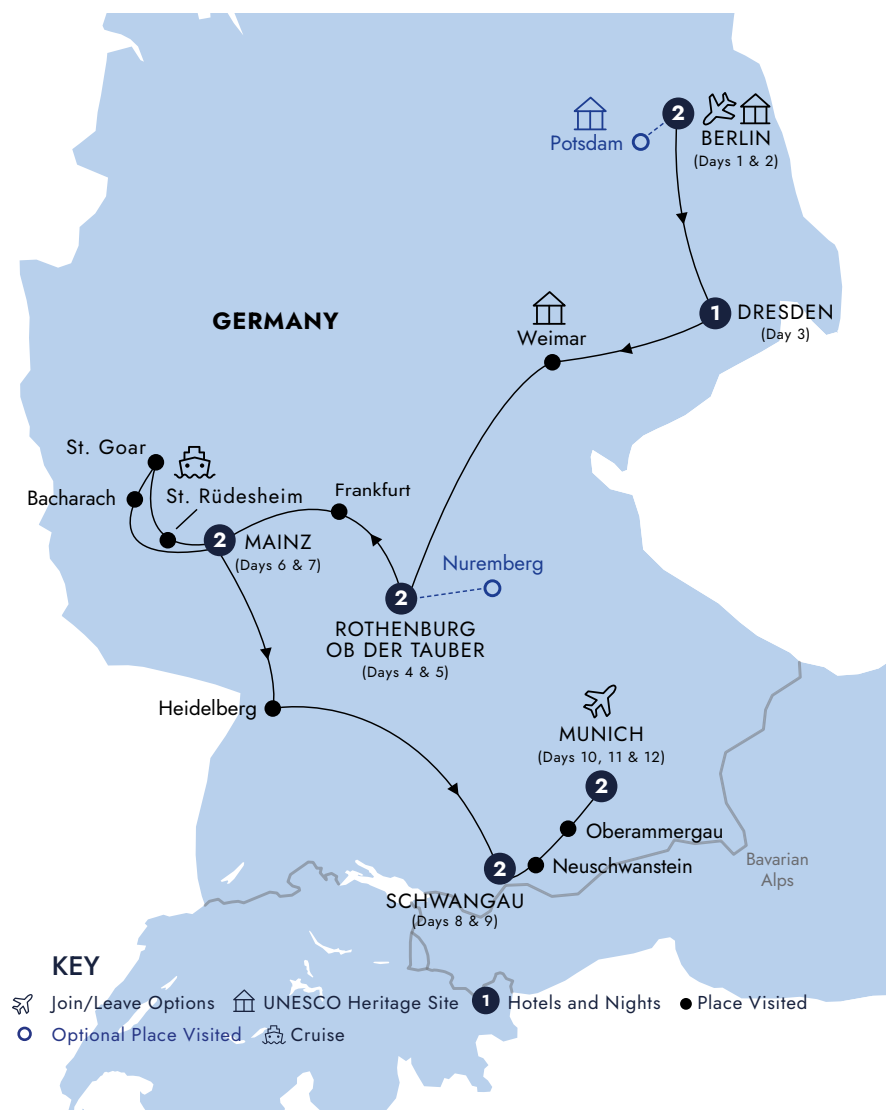 2
Potsdam
BERLIN
(Days 1 & 2)
1
DRESDEN
(Day 3)
GERMANY
Weimar
St. Goar
Bacharach
St. Rüdesheim
Frankfurt
2
MAINZ
(Days 6 & 7)
Nuremberg
2
ROTHENBURG
OB DER TAUBER
(Days 4 & 5)
Heidelberg
MUNICH
(Days 10, 11 & 12)
2
Oberammergau
Neuschwanstein
2
SCHWANGAU
(Days 8 & 9)
Bavarian
Alps
KEY
Join/Leave Options UNESCO Heritage Site 1 Hotels and Nights Place Visited
Optional Place Visited Cruise